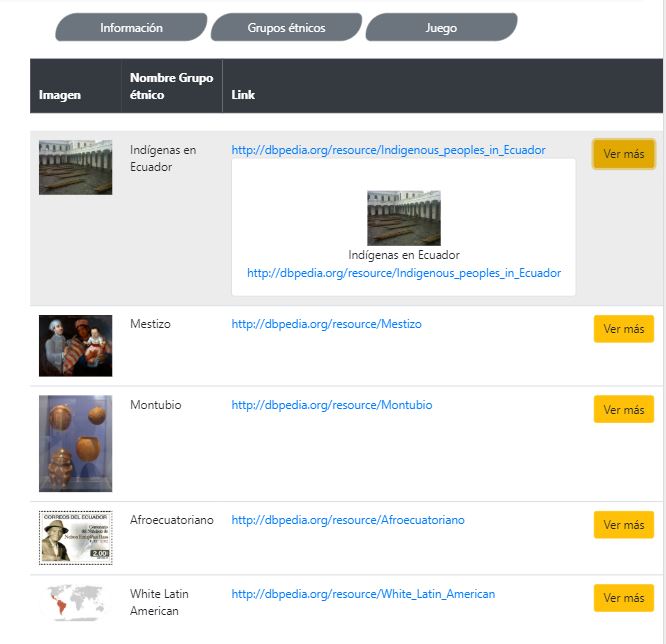 Información
Grupos étnicos
Juego
Imagen
Nombre Grupo
étnico
Link
Indígenas en
Ecuador
http://dbpedia.org/resource/Indigenous_peoples_in_Ecuador
Ver más
Indígenas en Ecuador
http://dbpedia.org/resource/Indigenous_peoples_in_Ecuador
Mestizo
http://dbpedia.org/resource/Mestizo
Ver más
Montubio
http://dbpedia.org/resource/Montubio
Ver más
CORREOS DEL ECUADOR
Centenario
2.00
Afroecuatoriano
http://dbpedia.org/resource/Afroecuatoriano
Ver más
White Latin
American
http://dbpedia.org/resource/White_Latin_American
Ver más